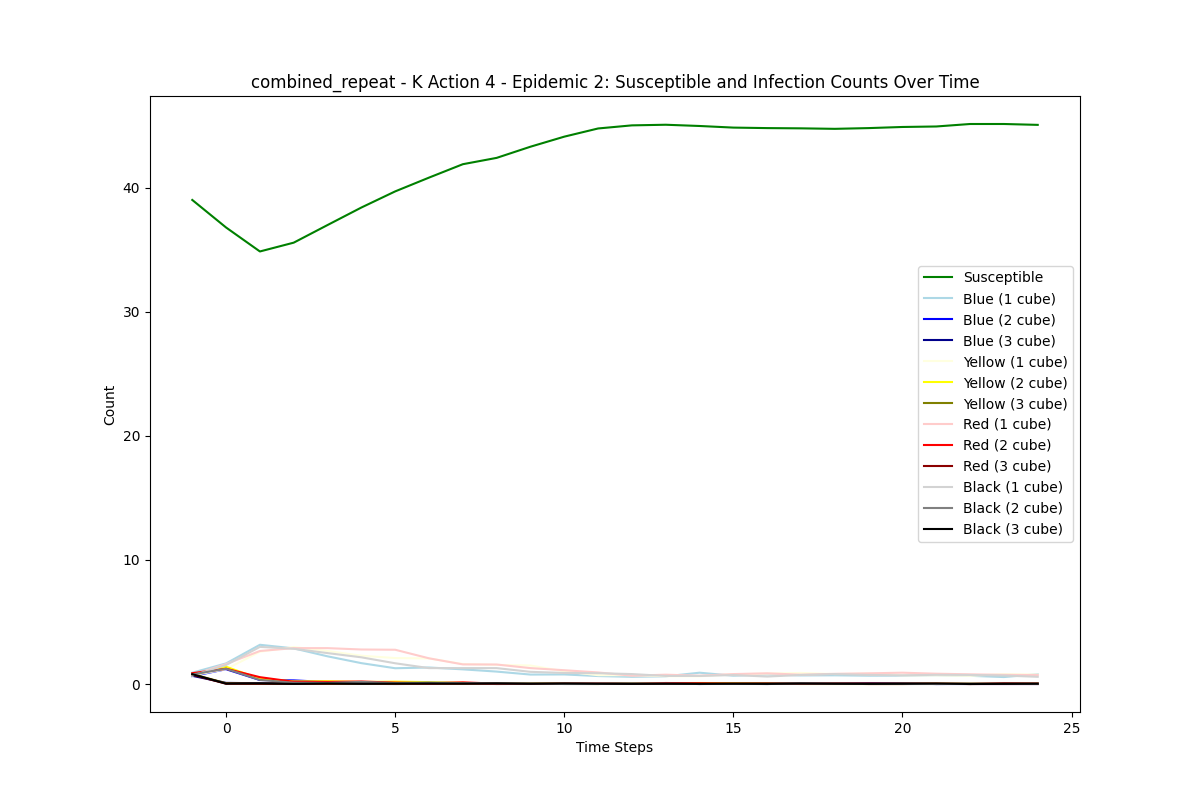 combined_repeat - K Action 4 - Epidemic 2: Susceptible and Infection Counts Over Time
Count
40
30
20
10
0
Susceptible
Blue (1 cube)
Blue (2 cube)
Blue (3 cube)
Yellow (1 cube)
Yellow (2 cube)
Yellow (3 cube)
Red (1 cube)
Red (2 cube)
Red (3 cube)
Black (1 cube)
Black (2 cube)
Black (3 cube)
0 5 10 15 20 25
Time Steps